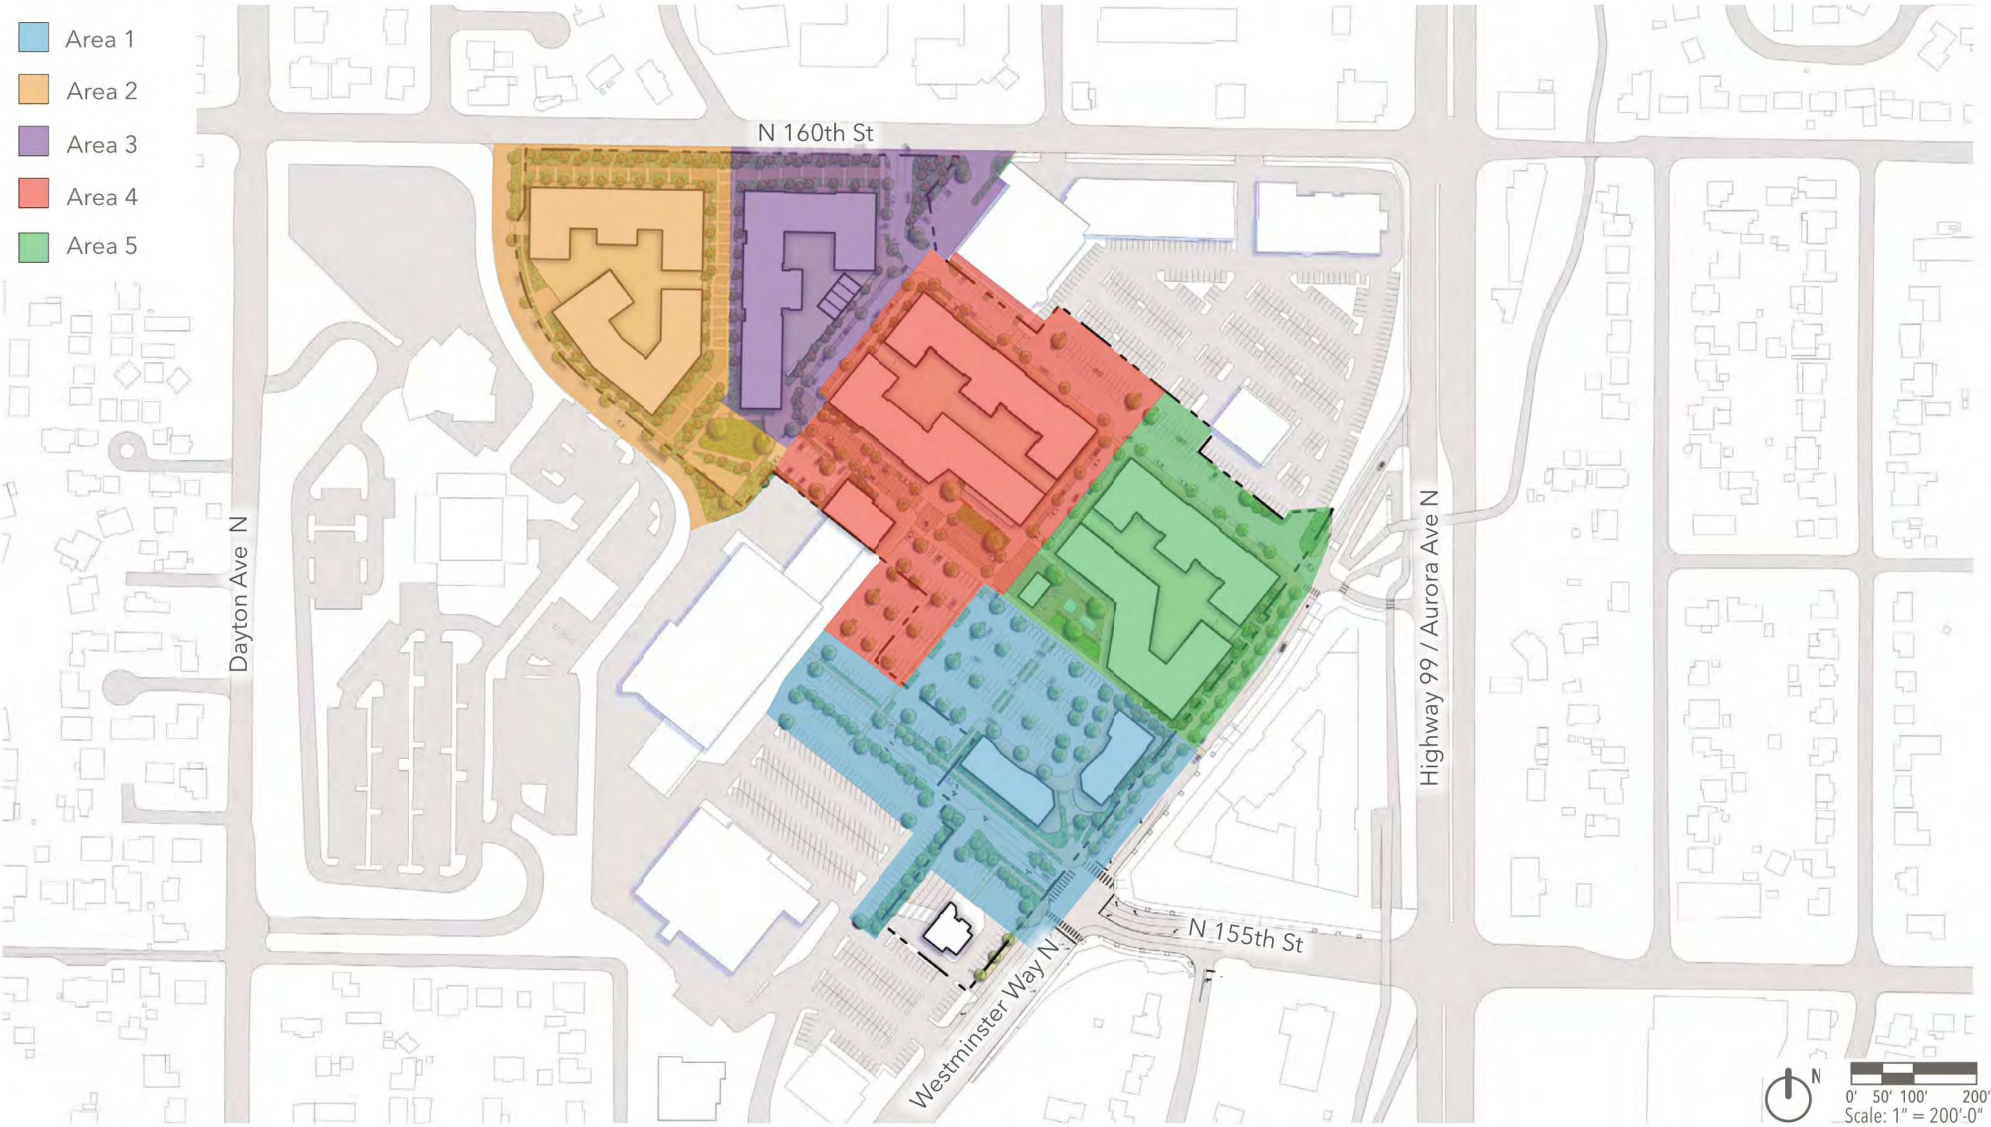 Area 1
Area 2
Area 3
Area 4
Area 5
N 160th St
Dayton Ave N
Highway 99 / Aurora Ave N
N 155th St
Westminster Way N
N
0' 50' 100' 200'
Scale: 1" = 200'-0"